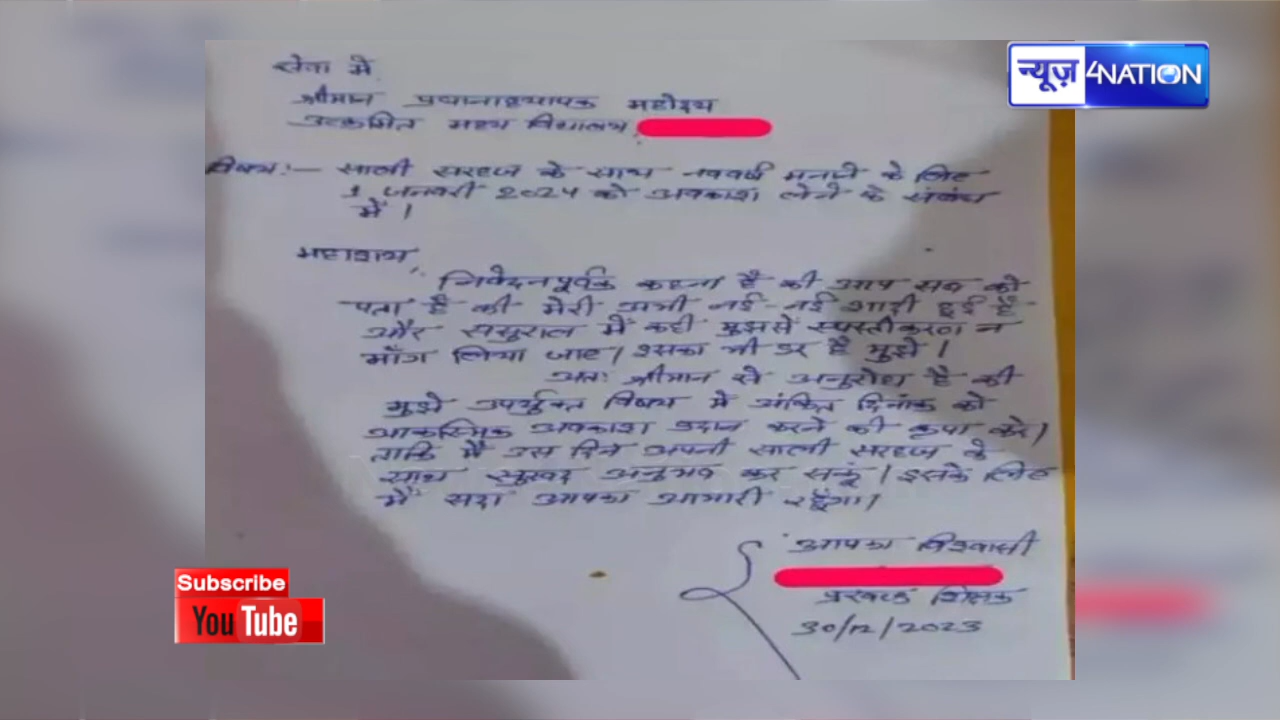 न्यूज़ 4NATION
सेवा में
श्रीमान प्रधानाध्यापक महोदय
उत्क्रमित मध्य विद्यालय,
विषय:- साली सरहज के साथ नववर्ष मनाने के लिए
1 जनवरी 2024 को अवकाश लेने के संबंध
में ।
महाशय,
निवेदनपूर्वक कहना है की आप सब को
पता है की मेरी अभी नई-नई शादी हुई है
और ससुराल में कही मुझसे स्पस्तीकरण न
माँग लिया जाए। इसका भी डर है मुझे।
अतः श्रीमान से अनुरोध है की
मुझे उपर्युक्त विषय में अंकित दिनांक को
आकस्मिक अवकाश प्रदान करने की कृपा करे।
ताकि मैं उस दिन अपनी साली सरहज के
साथ सुखद अनुभव कर सकूं। इसके लिए
मैं सदा आपका आभारी रहूँगा।
आपका विश्वासी
प्रखण्ड शिक्षक
30/12/2023
Subscribe
YouTube